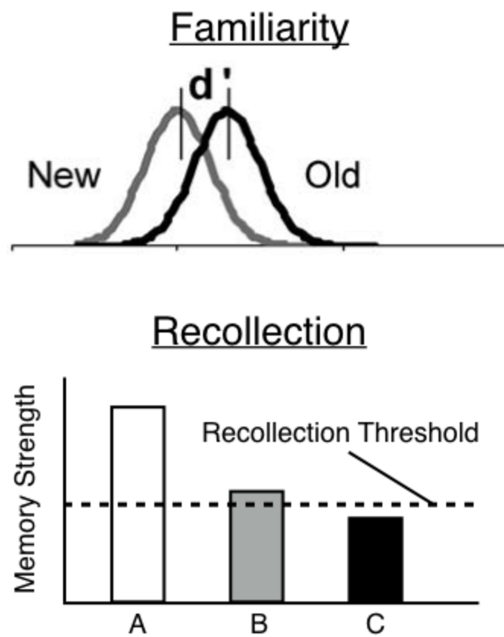 Familiarity
d '
New
Old
Recollection
Memory Strength
Recollection Threshold
A
B
C